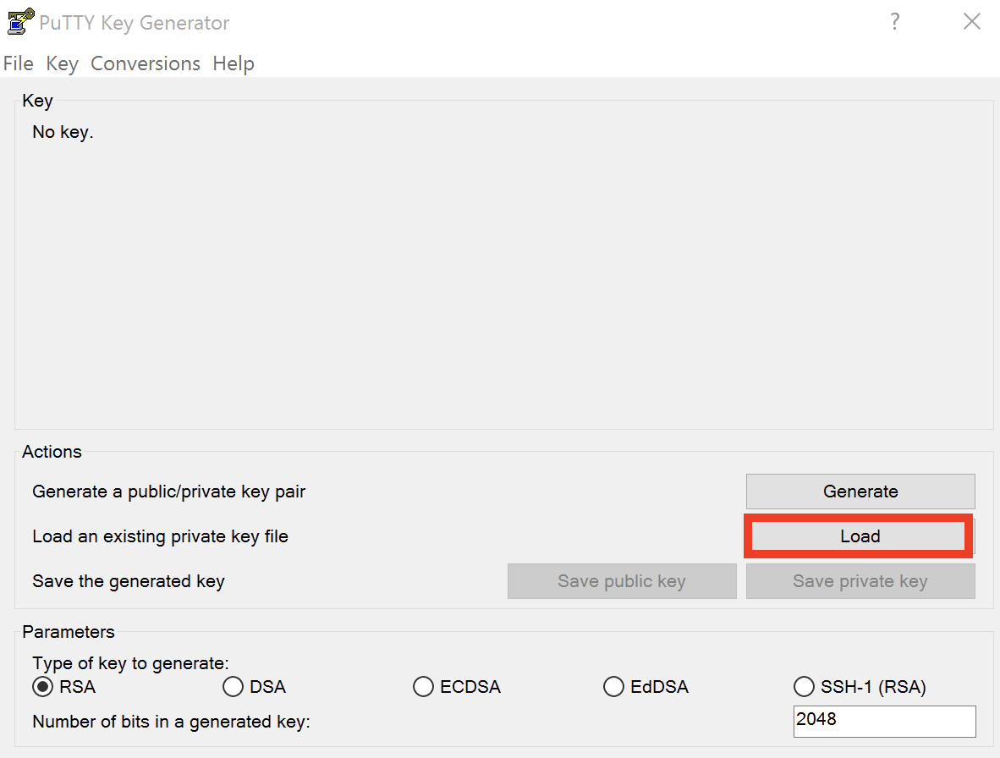 PuTTY Key Generator ?
File Key Conversions Help
Key
No key.
Actions
Generate a public/private key pair Generate
Load an existing private key file Load
Save the generated key Save public key Save private key
Parameters
Type of key to generate:
RSA DSA ECDSA EdDSA SSH-1 (RSA)
Number of bits in a generated key: 2048